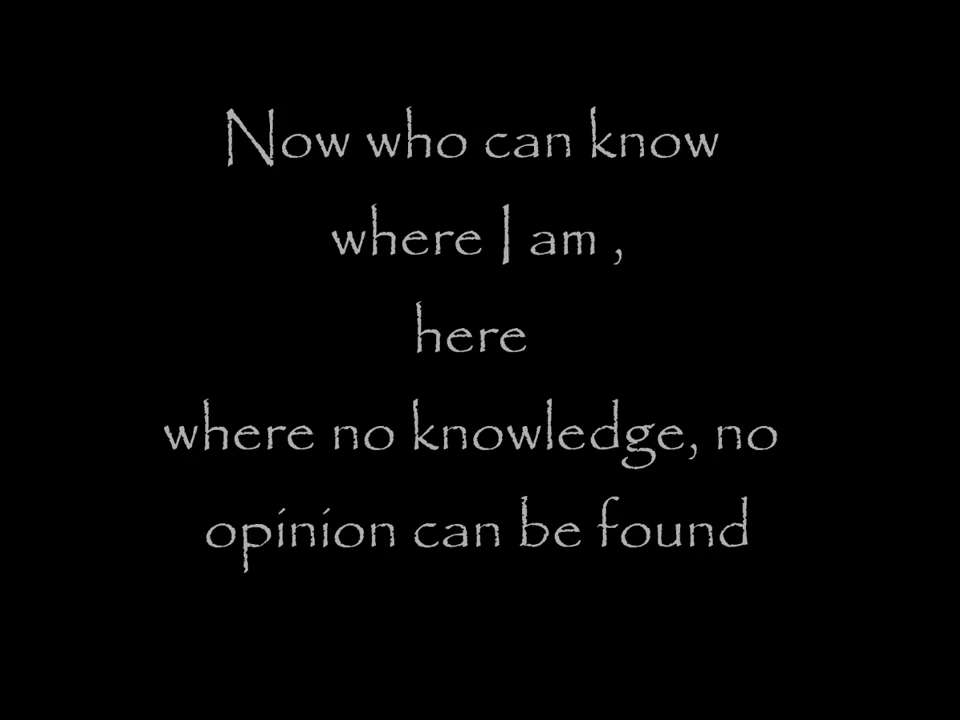 Now who can know
where I am ,
here
where no knowledge, no
opinion can be found